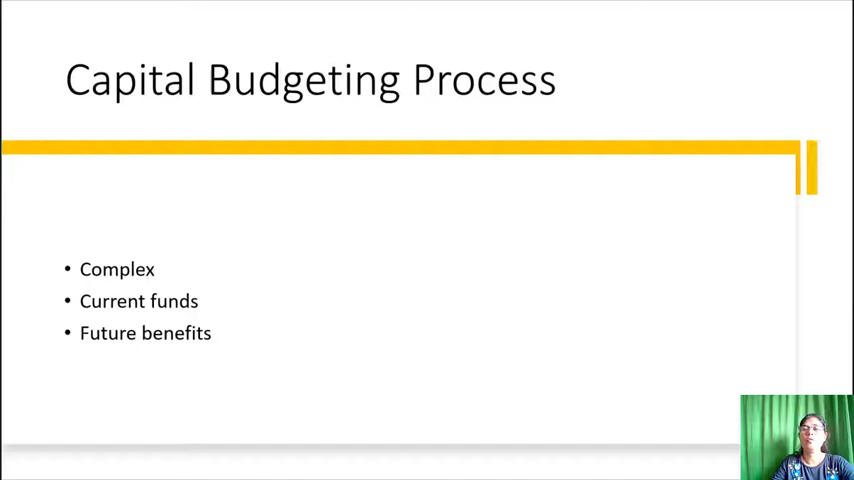 Capital Budgeting Process
• Complex
• Current funds
• Future benefits